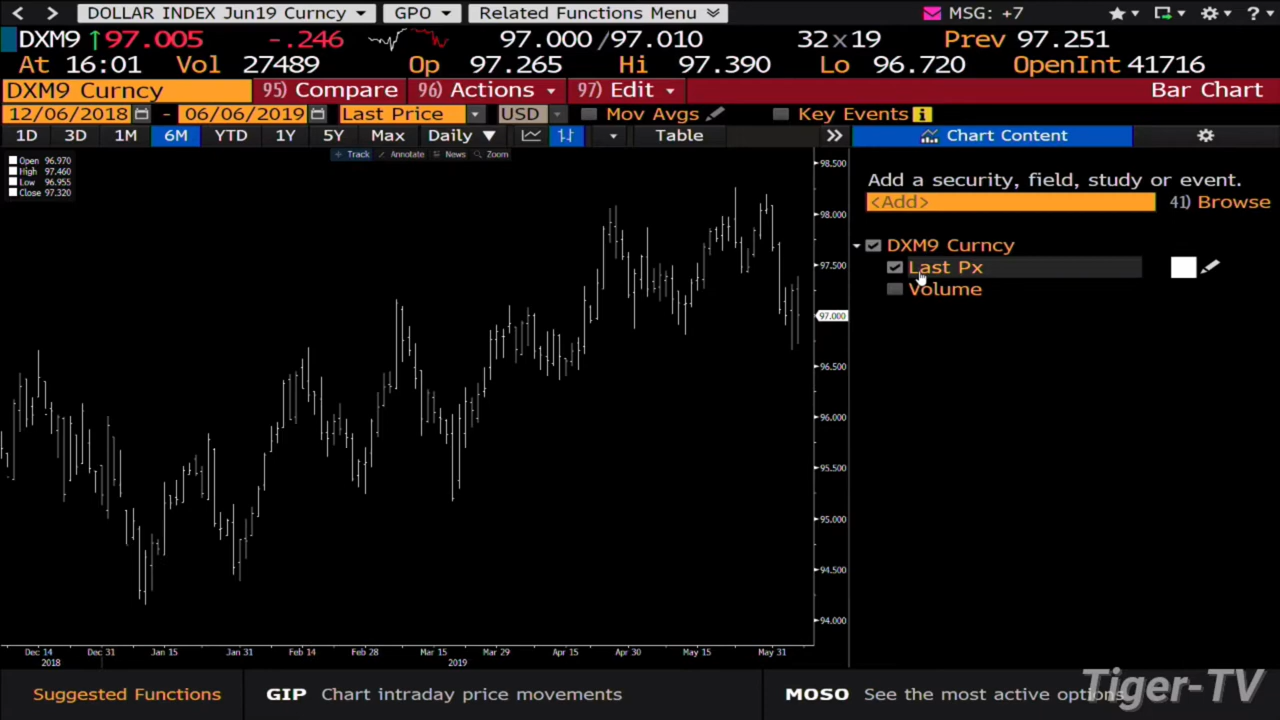 DOLLAR INDEX Jun19 Curncy GPO Related Functions Menu MSG: +7
DXM9 ↑97.005 -.246 97.000/97.010 32x19 Prev 97.251
At 16:01 Vol 27489 Op 97.265 Hi 97.390 Lo 96.720 OpenInt 41716
DXM9 Curncy 95) Compare 96) Actions 97) Edit Bar Chart
12/06/2018 - 06/06/2019 Last Price USD Mov Avgs Key Events
1D 3D 1M 6M YTD 1Y 5Y Max Daily Table Chart Content
Track Annotate News Zoom
Open 96.970
High 97.460
Low 96.955
Close 97.320
Add a security, field, study or event.
<Add> 41) Browse
DXM9 Curncy
Last Px
Volume
98.500
98.000
97.500
97.000
96.500
96.000
95.500
95.000
94.500
94.000
Dec 14 Dec 31 Jan 15 Jan 31 Feb 14 Feb 28 Mar 15 Mar 29 Apr 15 Apr 30 May 15 May 31
2018 2019
Suggested Functions GIP Chart intraday price movements MOSO See the most active options
Tiger-TV